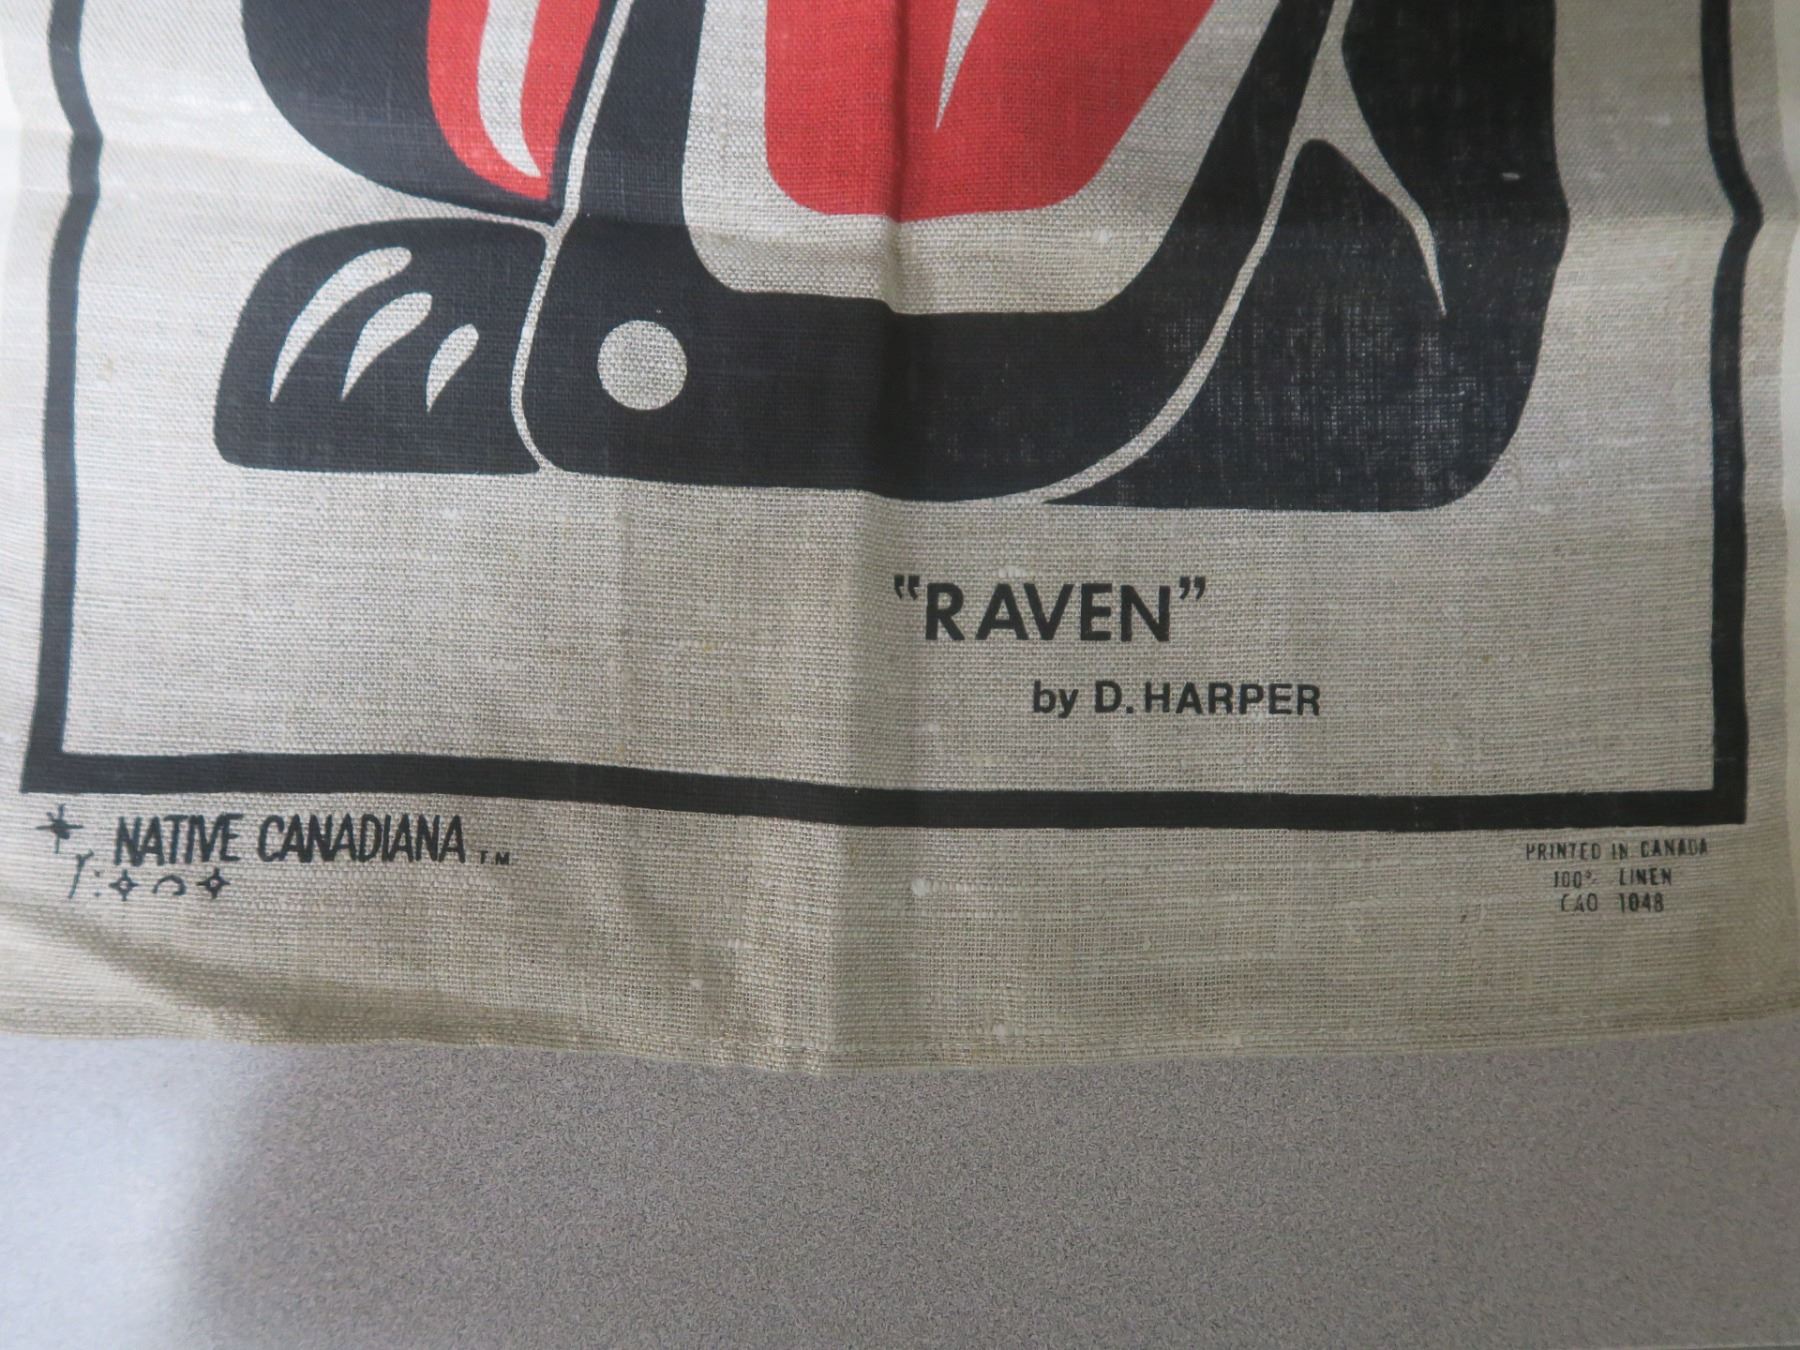 "RAVEN"
by D. HARPER
NATIVE CANADIANA T.M.
PRINTED IN CANADA
100% LINEN
CAO 1048